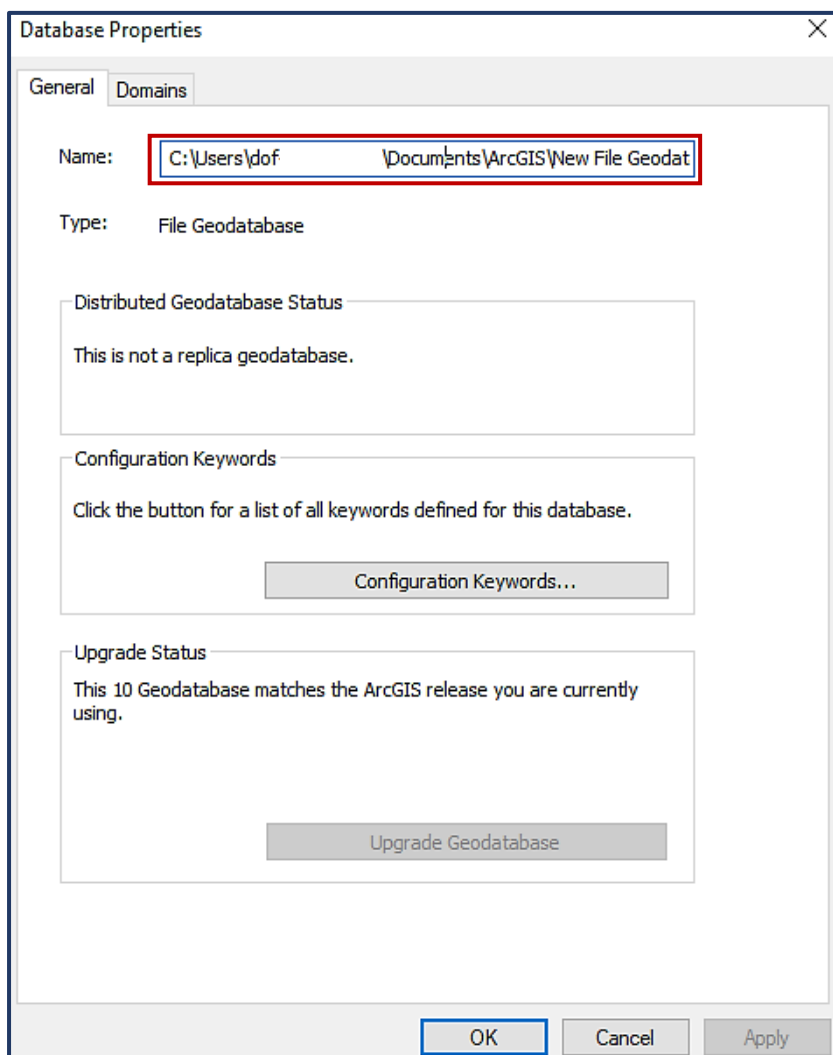 Database Properties
General Domains
Name: C:\Users\dof \Documents\ArcGIS\New File Geodat
Type: File Geodatabase
Distributed Geodatabase Status
This is not a replica geodatabase.
Configuration Keywords
Click the button for a list of all keywords defined for this database.
Configuration Keywords...
Upgrade Status
This 10 Geodatabase matches the ArcGIS release you are currently
using.
Upgrade Geodatabase
OK Cancel Apply